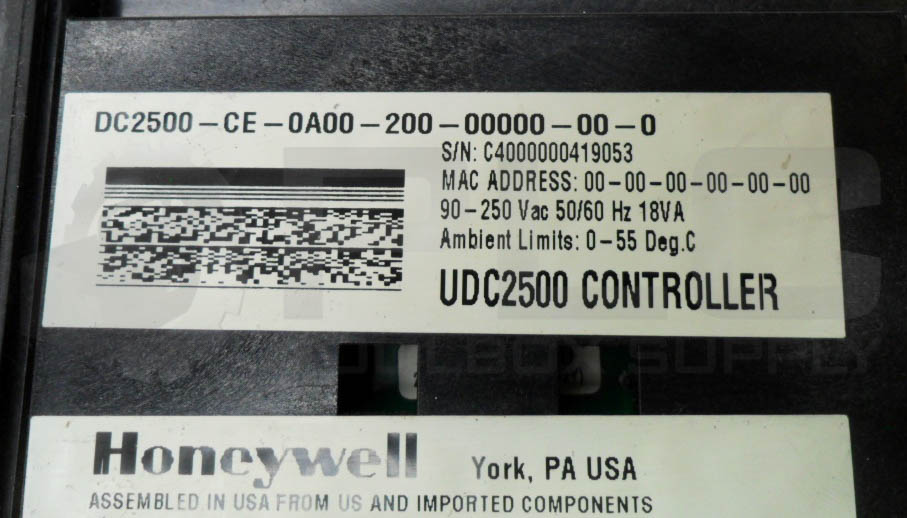 DC2500-CE-0A00-200-00000-00-0
S/N: C4000000419053
MAC ADDRESS: 00-00-00-00-00-00
90-250 Vac 50/60 Hz 18VA
Ambient Limits: 0-55 Deg.C
UDC2500 CONTROLLER
TOOLBOX SUPPLY
Honeywell York, PA USA
ASSEMBLED IN USA FROM US AND IMPORTED COMPONENTS